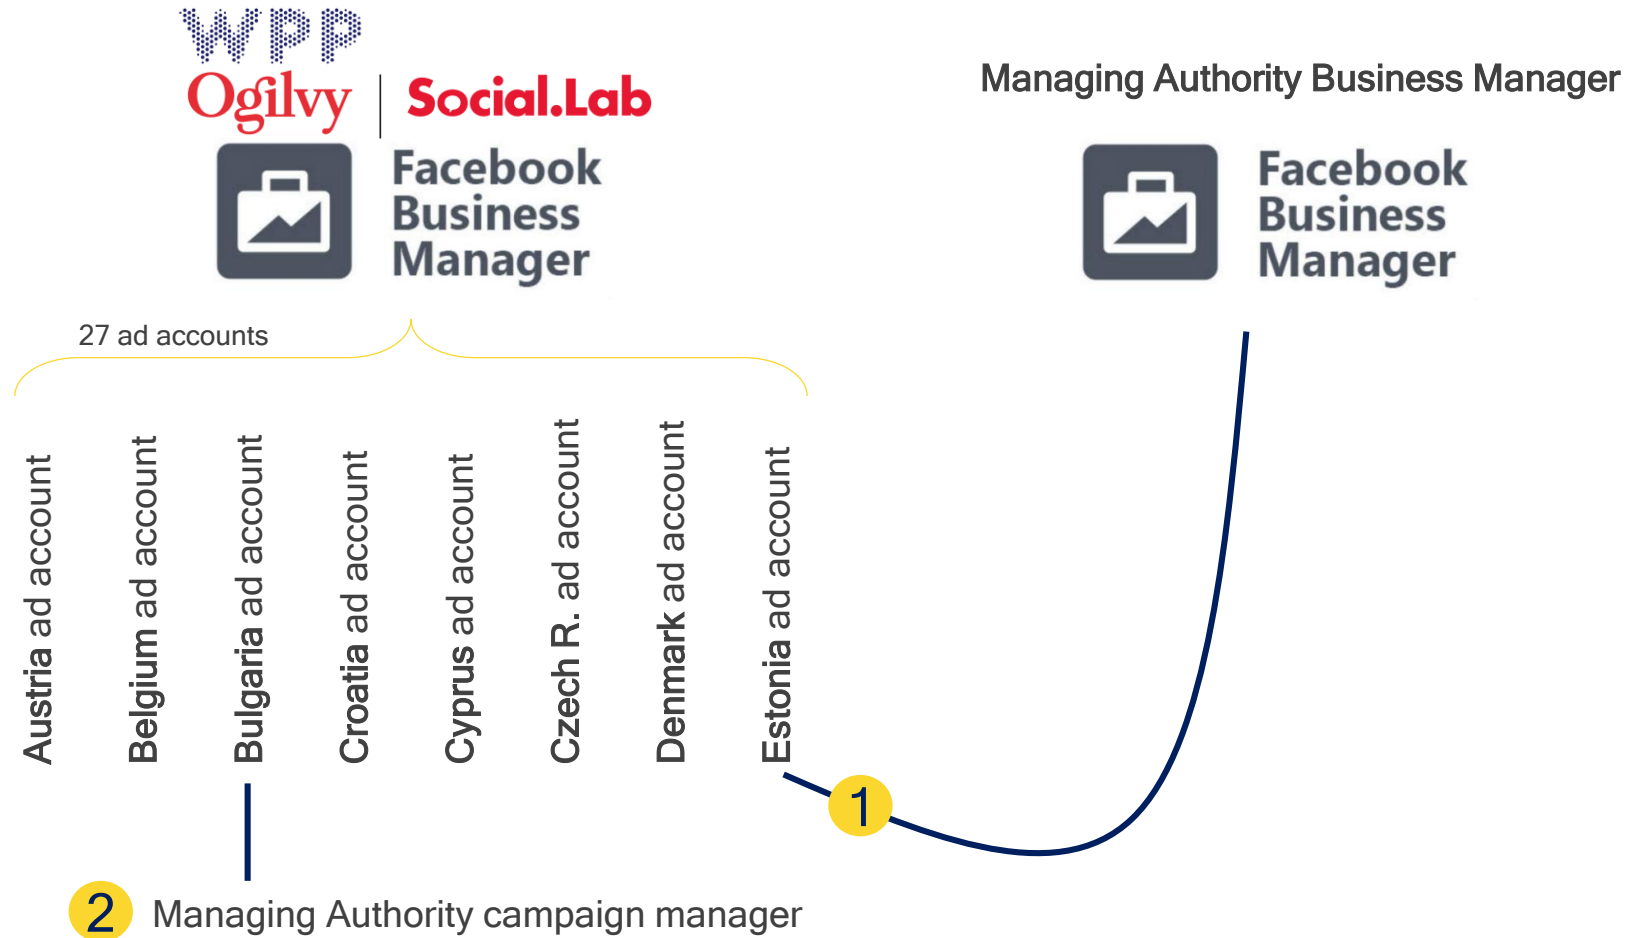 WPP
Ogilvy
Social.Lab
Facebook
Business
Manager
Managing Authority Business Manager
Facebook
Business
Manager
27 ad accounts
Austria ad account
Belgium ad account
Bulgaria ad account
Croatia ad account
Cyprus ad account
Czech R. ad account
Denmark ad account
Estonia ad account
1
2 Managing Authority campaign manager